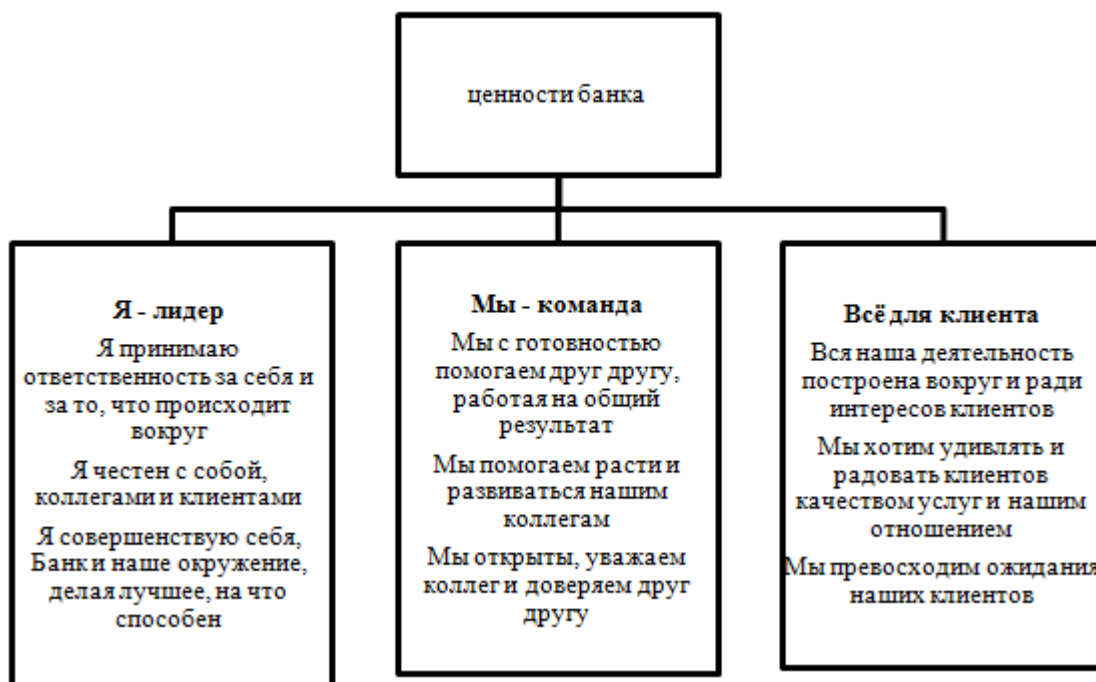 ценности банка
Я - лидер
Я принимаю
ответственность за себя и
за то, что происходит
вокруг
Я честен с собой,
коллегами и клиентами
Я совершенствую себя,
Банк и наше окружение,
делая лучшее, на что
способен
Мы - команда
Мы с готовностью
помогаем друг другу,
работая на общий
результат
Мы помогаем расти и
развиваться нашим
коллегам
Мы открыты, уважаем
коллег и доверяем друг
другу
Всё для клиента
Вся наша деятельность
построена вокруг и ради
интересов клиентов
Мы хотим удивлять и
радовать клиентов
качеством услуг и нашим
отношением
Мы превосходим ожидания
наших клиентов